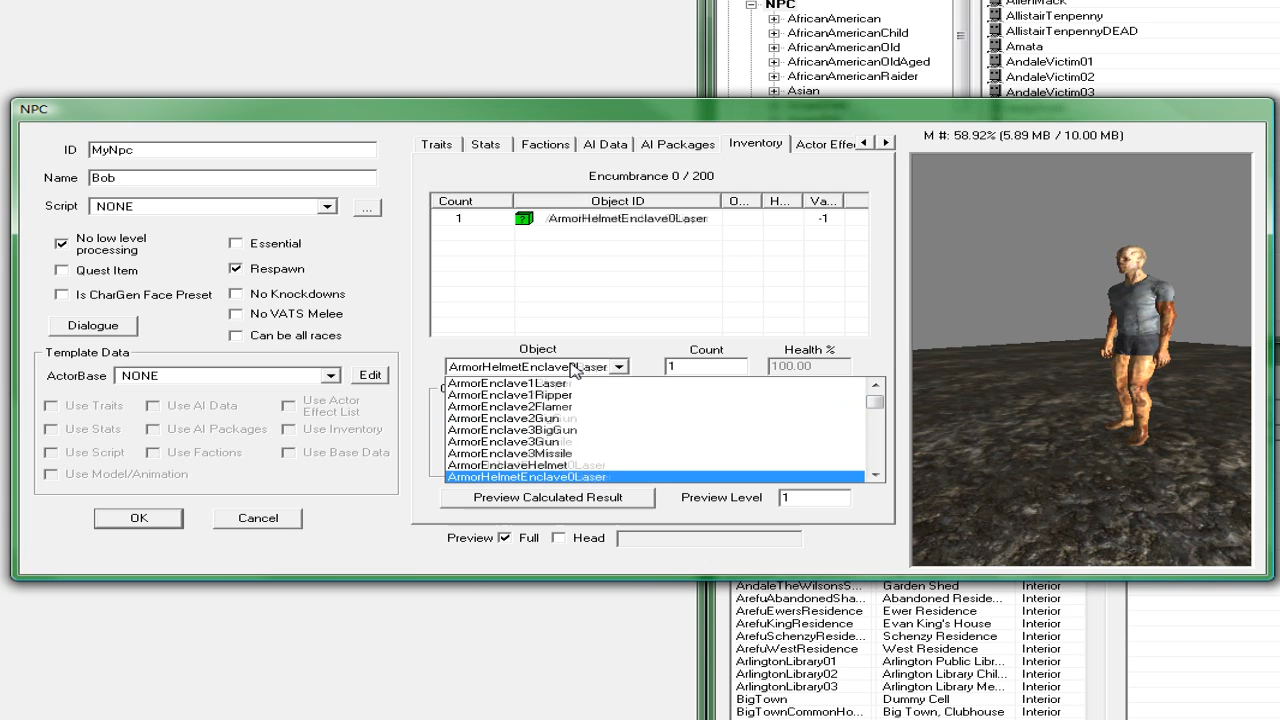 NPC
AfricanAmerican
AfricanAmericanChild
AfricanAmericanOld
AfricanAmericanOldAged
AfricanAmericanRaider
Asian
AllistairTenpenny
AllistairTenpennyDEAD
Amata
AndaleVictim01
AndaleVictim02
AndaleVictim03
NPC
ID MyNpc
Name Bob
Script NONE ...
No low level processing
Essential
Quest Item
Respawn
Is CharGen Face Preset
No Knockdowns
No VATS Melee
Dialogue
Can be all races
Template Data
ActorBase NONE Edit
Use Traits Use AI Data Use Actor Effect List
Use Stats Use AI Packages Use Inventory
Use Script Use Factions Use Base Data
Use Model/Animation
OK Cancel
Traits Stats Factions AI Data AI Packages Inventory Actor Effe
Encumbrance 0 / 200
Count Object ID O... H... Va...
1 ArmorHelmetEnclave0Laser -1
Object Count Health %
ArmorHelmetEnclave0Laser 1 100.00
ArmorEnclave1Laser
ArmorEnclave1Ripper
ArmorEnclave2Flamer
ArmorEnclave2Gun
ArmorEnclave3BigGun
ArmorEnclave3Gun
ArmorEnclave3Missile
ArmorEnclaveHelmet
ArmorHelmetEnclave0Laser
Preview Calculated Result Preview Level 1
Preview Full Head
M #: 58.92% (5.89 MB / 10.00 MB)
AndaleTheWilsonsS... Garden Shed Interior
ArefuAbandonedSha... Abandoned Reside... Interior
ArefuEwersResidence Ewer Residence Interior
ArefuKingResidence Evan King's House Interior
ArefuSchenzyReside... Schenzy Residence Interior
ArefuWestResidence West Residence Interior
ArlingtonLibrary01 Arlington Public Libr... Interior
ArlingtonLibrary02 Arlington Library Chil... Interior
ArlingtonLibrary03 Arlington Library Me... Interior
BigTown Dummy Cell Interior
BigTownCommonHo... Big Town, Clubhouse Interior